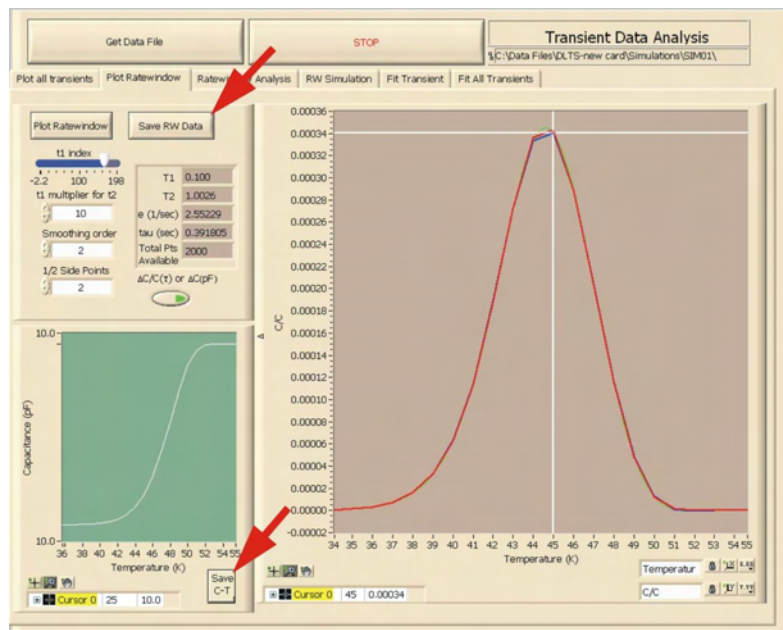 Get Data File
STOP
Transient Data Analysis
C:\Data Files\DLTS-new card\Simulations\SIM01\
Plot all transients
Plot Ratewindow
Analysis
RW Simulation
Fit Transient
Fit All Transients
Plot Ratewindow
Save RW Data
t1 index
-2.2 100 198
t1 multiplier for t2
10
Smoothing order
2
1/2 Side Points
2
T1 0.100
T2 1.0026
e (1/sec) 2.55229
tau (sec) 0.391805
Total Pts Available 2000
ΔC/C(τ) or ΔC(pF)
10.0
Capacitance (pF)
10.0
36 38 40 42 44 46 48 50 52 54 55
Temperature (K)
Save
C-T
Cursor 0 25 10.0
0.00036
0.00034
0.00032
0.00030
0.00028
0.00026
0.00024
0.00022
0.00020
0.00018
0.00016
0.00014
0.00012
0.00010
0.00008
0.00006
0.00004
0.00002
0.00000
-0.00002
Δ
C/C
34 35 36 37 38 39 40 41 42 43 44 45 46 47 48 49 50 51 52 53 54 55
Temperature (K)
Cursor 0 45 0.00034
Temperatur
C/C